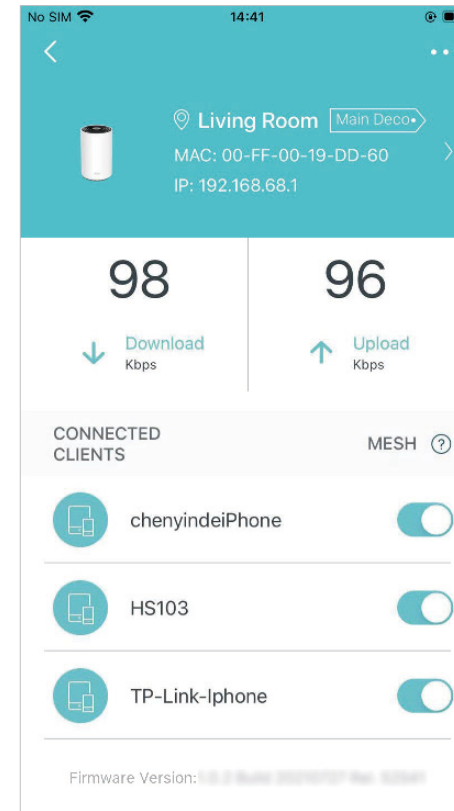 No SIM 14:41
Living Room Main Deco
MAC: 00-FF-00-19-DD-60
IP: 192.168.68.1
98 96
Download Upload
Kbps Kbps
CONNECTED
CLIENTS
MESH ?
chenyindeiPhone
HS103
TP-Link-Iphone
Firmware Version: